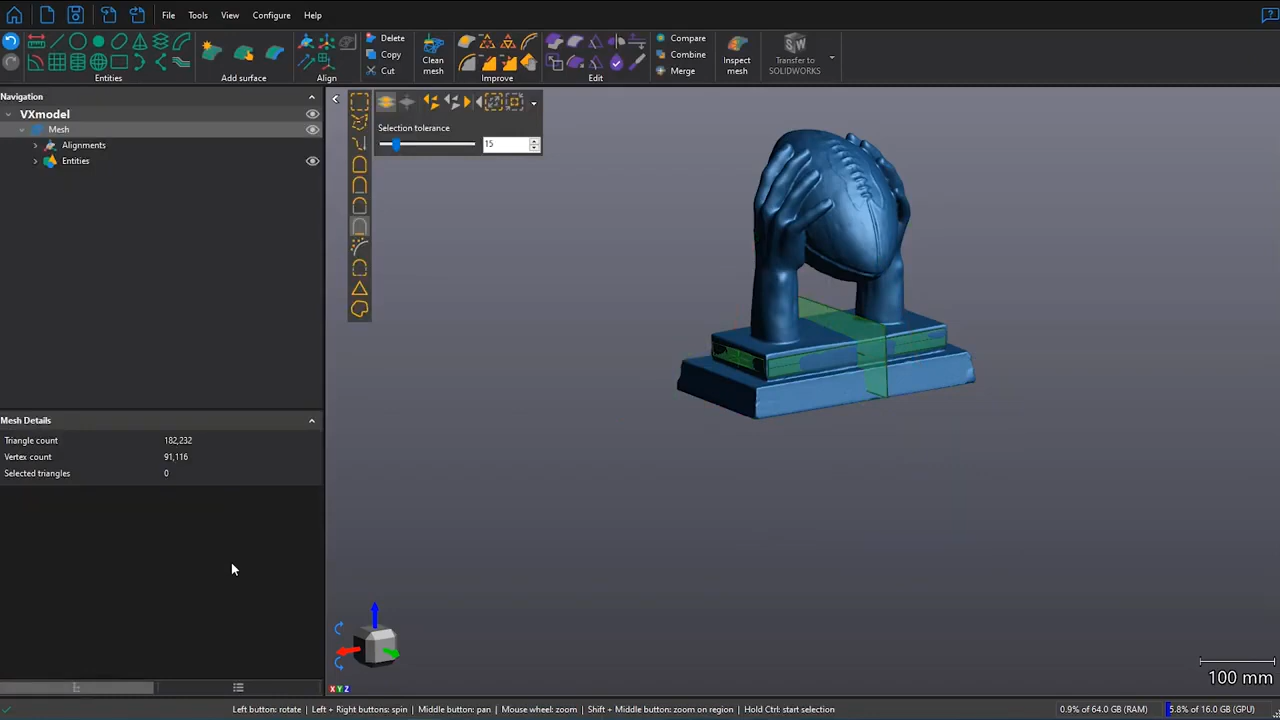 File Tools View Configure Help
Delete
Copy
Cut
Clean
mesh
Compare
Combine
Merge
Inspect
mesh
Transfer to
SOLIDWORKS
Entities Add surface Align Improve Edit
Navigation
VXmodel
Mesh
Alignments
Entities
Selection tolerance
15
Mesh Details
Triangle count 182,232
Vertex count 91,116
Selected triangles 0
100 mm
X Y Z
Left button: rotate | Left + Right buttons: spin | Middle button: pan | Mouse wheel: zoom | Shift + Middle button: zoom on region | Hold Ctrl: start selection
0.9% of 64.0 GB (RAM) 5.8% of 16.0 GB (GPU)